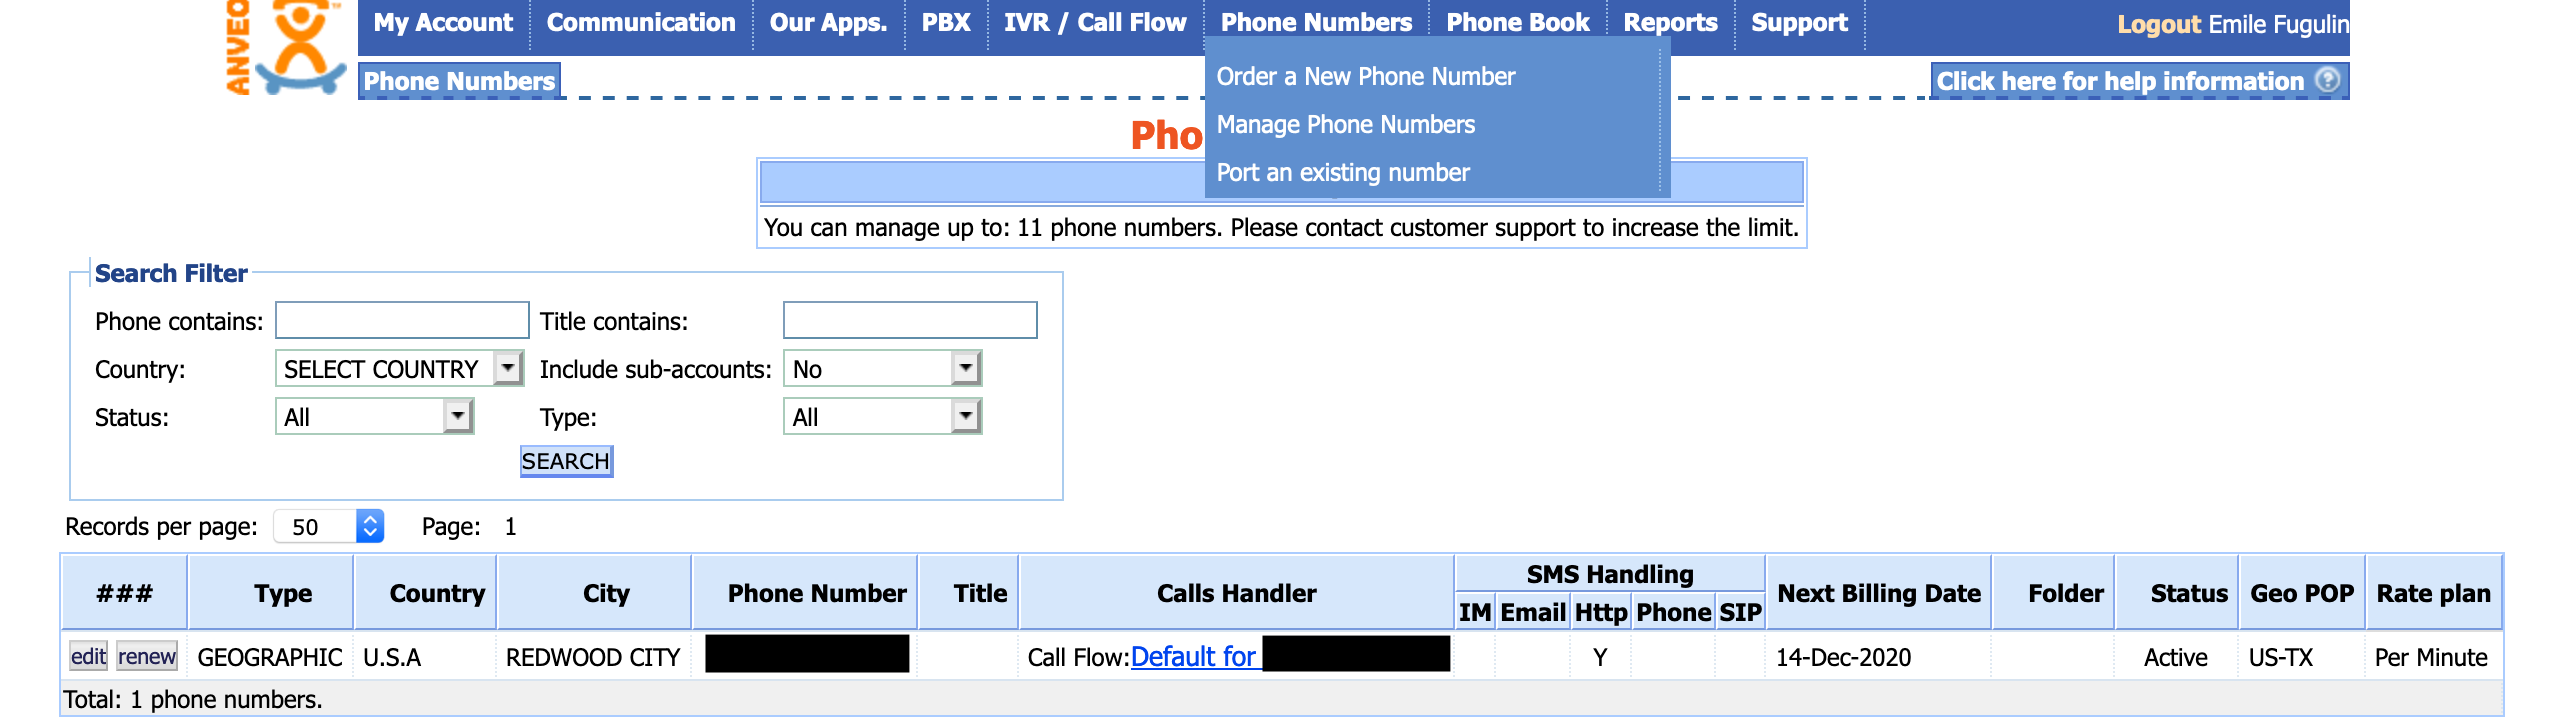 ANVEO
TM
My Account Communication Our Apps. PBX IVR / Call Flow Phone Numbers Phone Book Reports Support Logout Emile Fugulin
Phone Numbers
Click here for help information ?
Order a New Phone Number
Manage Phone Numbers
Port an existing number
Pho
You can manage up to: 11 phone numbers. Please contact customer support to increase the limit.
Search Filter
Phone contains: Title contains:
Country: SELECT COUNTRY Include sub-accounts: No
Status: All Type: All
SEARCH
Records per page: 50 Page: 1
### Type Country City Phone Number Title Calls Handler SMS Handling Next Billing Date Folder Status Geo POP Rate plan
IM Email Http Phone SIP
edit renew GEOGRAPHIC U.S.A REDWOOD CITY Call Flow:Default for Y 14-Dec-2020 Active US-TX Per Minute
Total: 1 phone numbers.